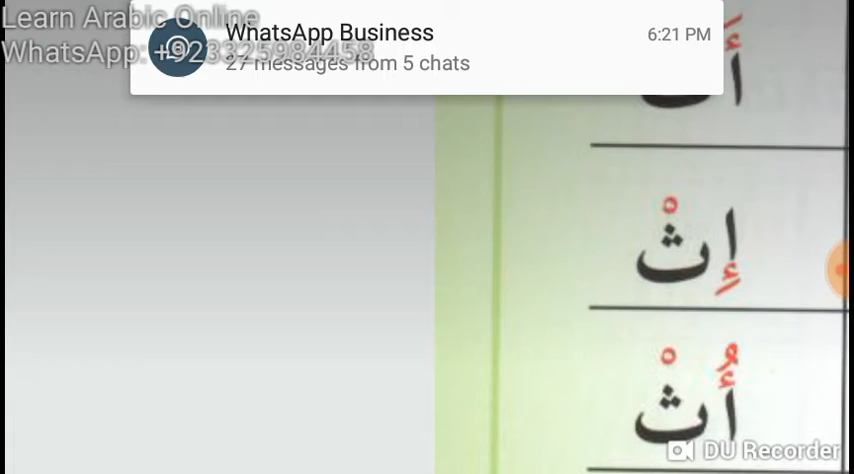 Learn Arabic Online
WhatsApp: +923325984458
WhatsApp Business
6:21 PM
27 messages from 5 chats
إِثْ
أُثْ
DU Recorder